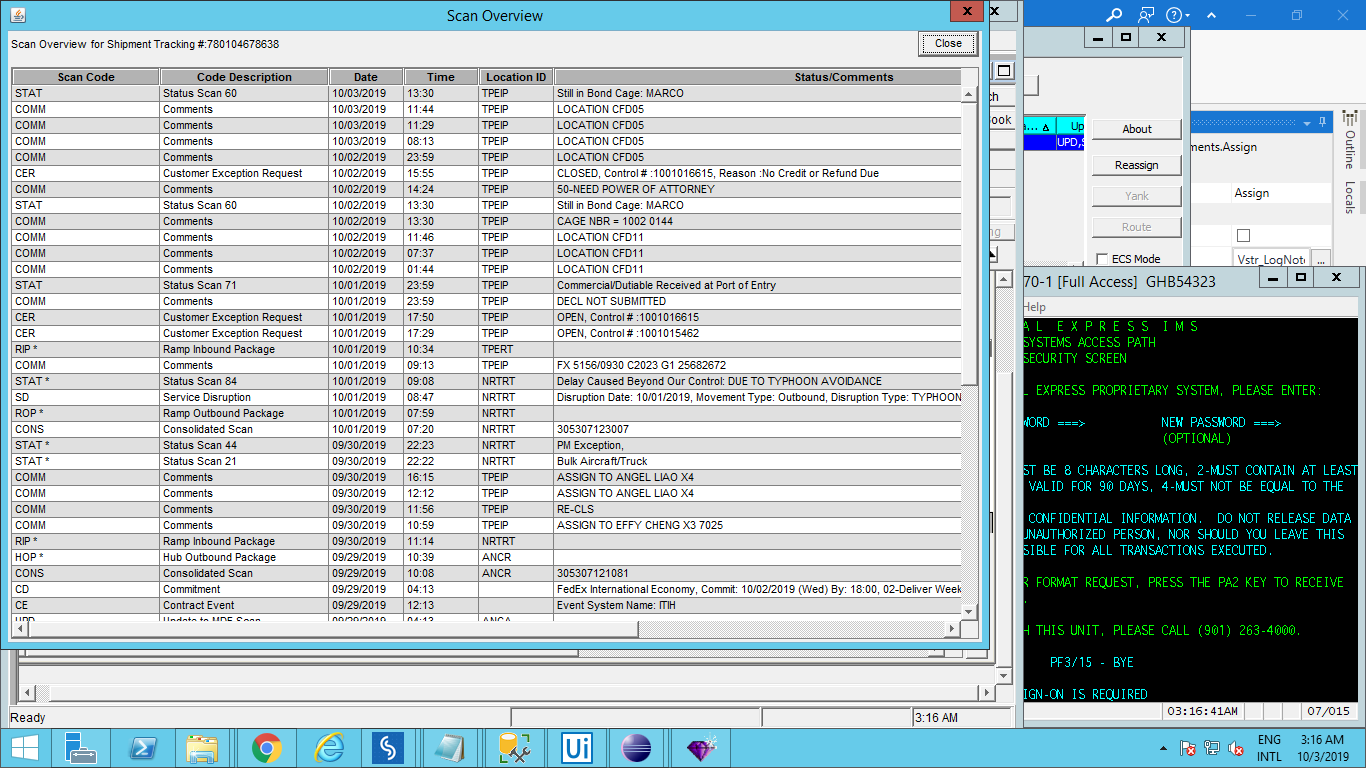 Scan Overview
Scan Overview for Shipment Tracking #:780104678638
Close
Scan Code Code Description Date Time Location ID Status/Comments
STAT Status Scan 60 10/03/2019 13:30 TPEIP Still in Bond Cage: MARCO
COMM Comments 10/03/2019 11:44 TPEIP LOCATION CFD05
COMM Comments 10/03/2019 11:29 TPEIP LOCATION CFD05
COMM Comments 10/03/2019 08:13 TPEIP LOCATION CFD05
COMM Comments 10/02/2019 23:59 TPEIP LOCATION CFD05
CER Customer Exception Request 10/02/2019 15:55 TPEIP CLOSED, Control # :1001016615, Reason :No Credit or Refund Due
COMM Comments 10/02/2019 14:24 TPEIP 50-NEED POWER OF ATTORNEY
STAT Status Scan 60 10/02/2019 13:30 TPEIP Still in Bond Cage: MARCO
COMM Comments 10/02/2019 13:30 TPEIP CAGE NBR = 1002 0144
COMM Comments 10/02/2019 11:46 TPEIP LOCATION CFD11
COMM Comments 10/02/2019 07:37 TPEIP LOCATION CFD11
COMM Comments 10/02/2019 01:44 TPEIP LOCATION CFD11
STAT Status Scan 71 10/01/2019 23:59 TPEIP Commercial/Dutiable Received at Port of Entry
COMM Comments 10/01/2019 23:59 TPEIP DECL NOT SUBMITTED
CER Customer Exception Request 10/01/2019 17:50 TPEIP OPEN, Control # :1001016615
CER Customer Exception Request 10/01/2019 17:29 TPEIP OPEN, Control # :1001015462
RIP * Ramp Inbound Package 10/01/2019 10:34 TPERT
COMM Comments 10/01/2019 09:13 TPEIP FX 5156/0930 C2023 G1 25682672
STAT * Status Scan 84 10/01/2019 09:08 NRTRT Delay Caused Beyond Our Control: DUE TO TYPHOON AVOIDANCE
SD Service Disruption 10/01/2019 08:47 NRTRT Disruption Date: 10/01/2019, Movement Type: Outbound, Disruption Type: TYPHOON
ROP * Ramp Outbound Package 10/01/2019 07:59 NRTRT
CONS Consolidated Scan 10/01/2019 07:20 NRTRT 305307123007
STAT * Status Scan 44 09/30/2019 22:23 NRTRT PM Exception,
STAT * Status Scan 21 09/30/2019 22:22 NRTRT Bulk Aircraft/Truck
COMM Comments 09/30/2019 16:15 TPEIP ASSIGN TO ANGEL LIAO X4
COMM Comments 09/30/2019 12:12 TPEIP ASSIGN TO ANGEL LIAO X4
COMM Comments 09/30/2019 11:56 TPEIP RE-CLS
COMM Comments 09/30/2019 10:59 TPEIP ASSIGN TO EFFY CHENG X3 7025
RIP * Ramp Inbound Package 09/30/2019 11:14 NRTRT
HOP * Hub Outbound Package 09/29/2019 10:39 ANCR
CONS Consolidated Scan 09/29/2019 10:08 ANCR 305307121081
CD Commitment 09/29/2019 04:13 FedEx International Economy, Commit: 10/02/2019 (Wed) By: 18:00, 02-Deliver Week
CE Contract Event 09/29/2019 12:13 Event System Name: ITIH
Ready
3:16 AM
About
Reassign
Yank
Route
ECS Mode
UPD,
ments.Assign
Assign
Vstr_LogNote
...
Outline
Locals
70-1 [Full Access] GHB54323
Help
A L E X P R E S S I M S
SYSTEMS ACCESS PATH
SECURITY SCREEN
L EXPRESS PROPRIETARY SYSTEM, PLEASE ENTER:
WORD ===> NEW PASSWORD ===>
(OPTIONAL)
ST BE 8 CHARACTERS LONG, 2-MUST CONTAIN AT LEAST
VALID FOR 90 DAYS, 4-MUST NOT BE EQUAL TO THE
CONFIDENTIAL INFORMATION. DO NOT RELEASE DATA
UNAUTHORIZED PERSON, NOR SHOULD YOU LEAVE THIS
SIBLE FOR ALL TRANSACTIONS EXECUTED.
R FORMAT REQUEST, PRESS THE PA2 KEY TO RECEIVE
H THIS UNIT, PLEASE CALL (901) 263-4000.
PF3/15 - BYE
IGN-ON IS REQUIRED
03:16:41AM 07/015
Ui
ENG
INTL
3:16 AM
10/3/2019